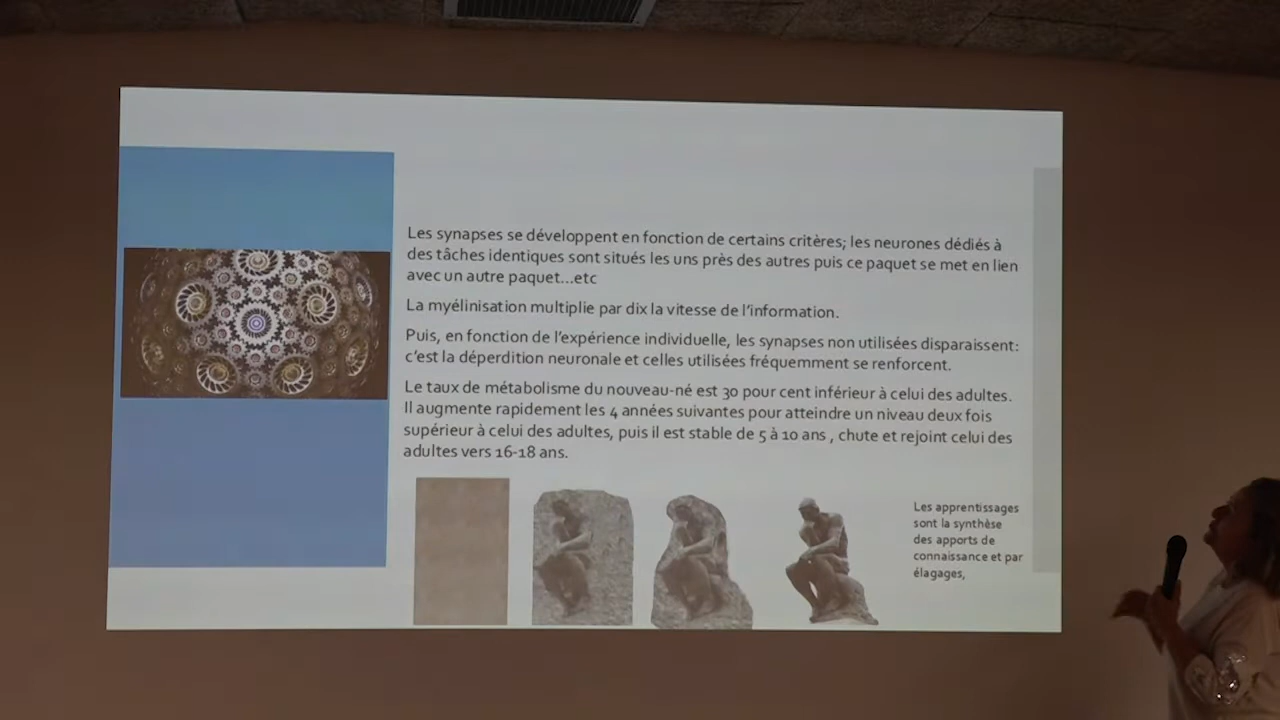 Les synapses se développent en fonction de certains critères; les neurones dédiés à
des tâches identiques sont situés les uns près des autres puis ce paquet se met en lien
avec un autre paquet...etc
La myélinisation multiplie par dix la vitesse de l'information.
Puis, en fonction de l'expérience individuelle, les synapses non utilisées disparaissent:
c'est la déperdition neuronale et celles utilisées fréquemment se renforcent.
Le taux de métabolisme du nouveau-né est 30 pour cent inférieur à celui des adultes.
Il augmente rapidement les 4 années suivantes pour atteindre un niveau deux fois
supérieur à celui des adultes, puis il est stable de 5 à 10 ans , chute et rejoint celui des
adultes vers 16-18 ans.
Les apprentissages
sont la synthèse
des apports de
connaissance et par
élagages,